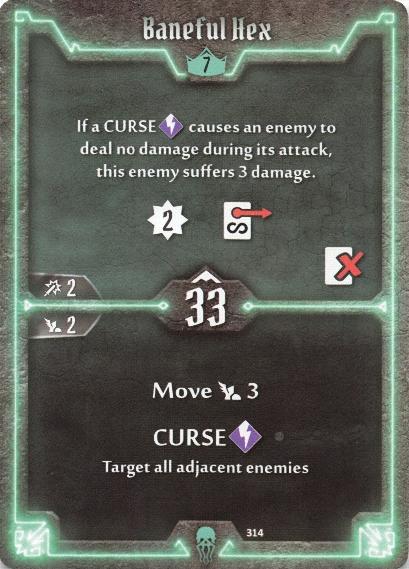 Baneful Hex
7
If a CURSE causes an enemy to
deal no damage during its attack,
this enemy suffers 3 damage.
2
S
2
33
2
Move 3
CURSE
Target all adjacent enemies
314